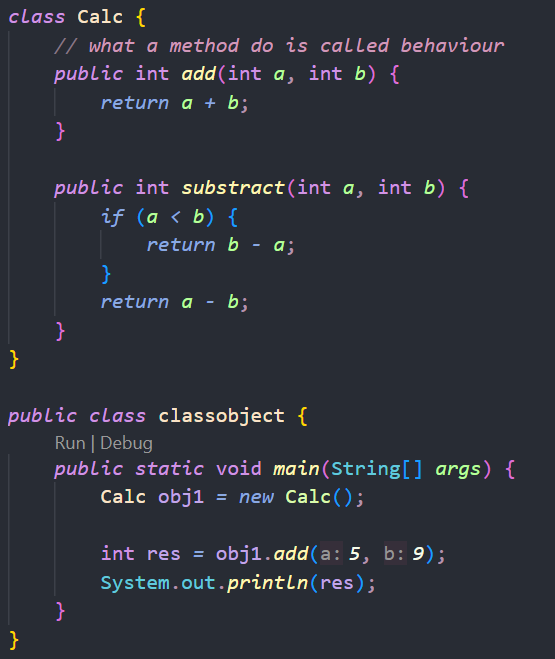 class Calc {
    // what a method do is called behaviour
    public int add(int a, int b) {
        return a + b;
    }

    public int substract(int a, int b) {
        if (a < b) {
            return b - a;
        }
        return a - b;
    }
}

public class classobject {
    Run | Debug
    public static void main(String[] args) {
        Calc obj1 = new Calc();

        int res = obj1.add(a: 5, b: 9);
        System.out.println(res);
    }
}